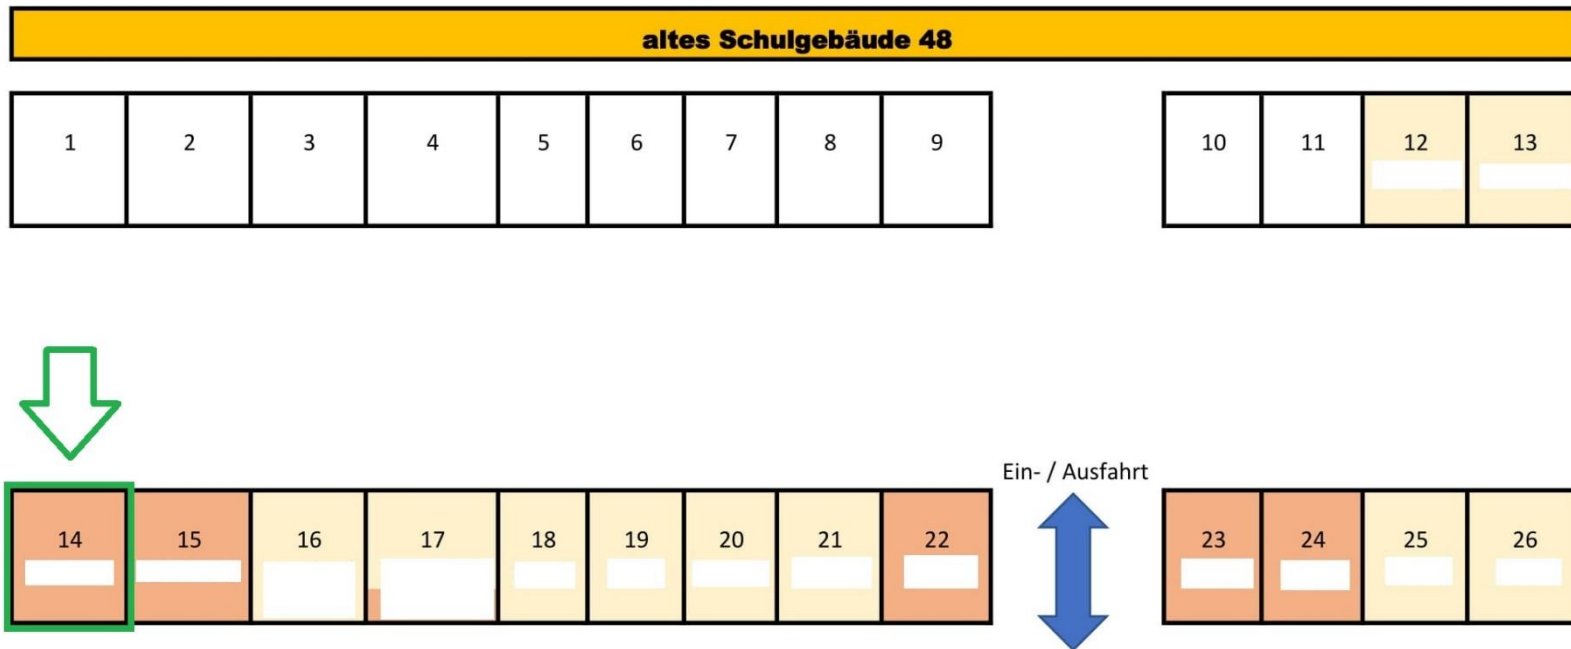 altes Schulgebäude 48
1 2 3 4 5 6 7 8 9 10 11 12 13
Ein- / Ausfahrt
14 15 16 17 18 19 20 21 22 23 24 25 26